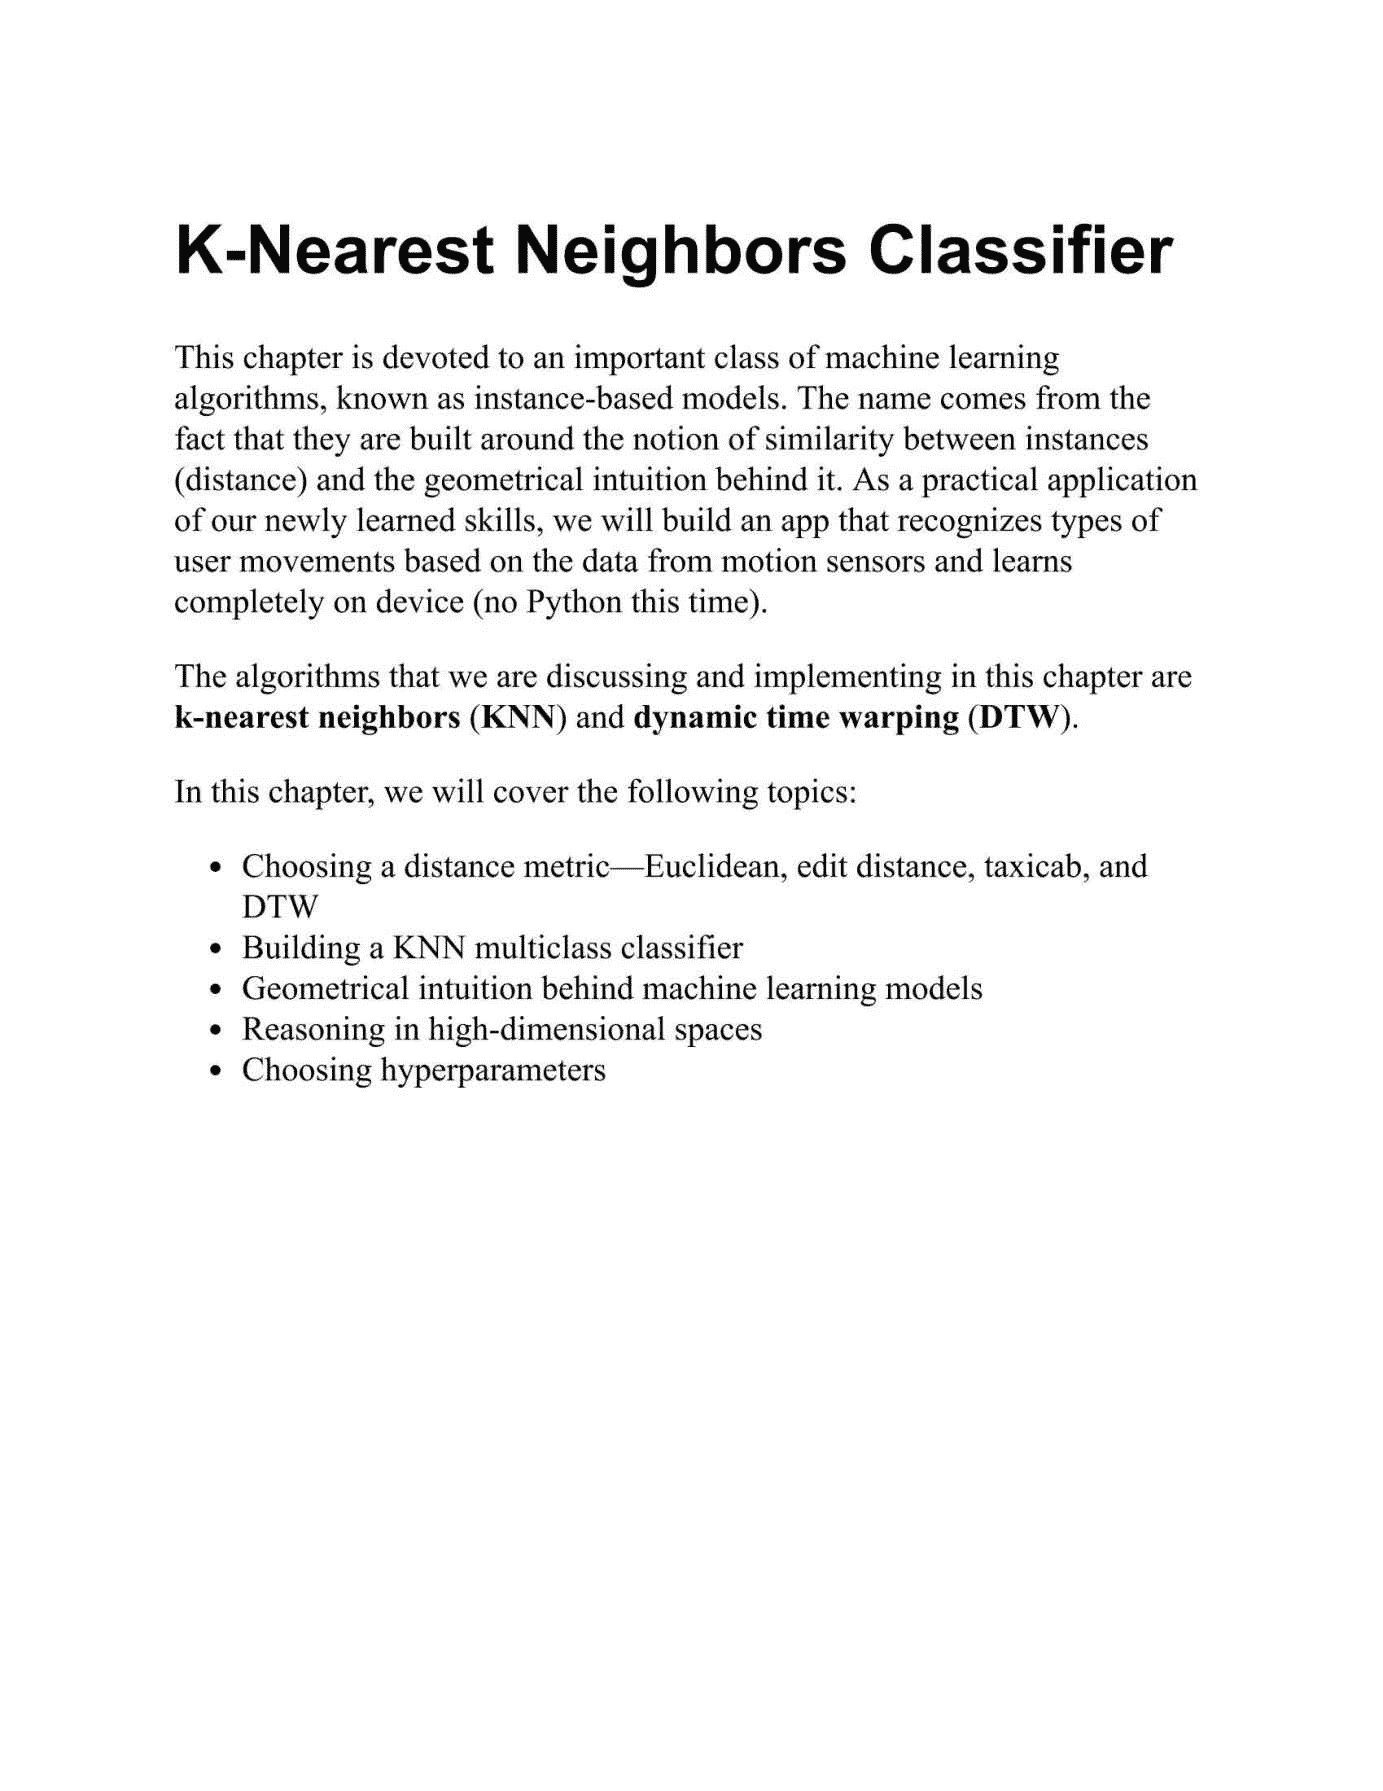 K-Nearest Neighbors Classifier
This chapter is devoted to an important class of machine learning
algorithms, known as instance-based models. The name comes from the
fact that they are built around the notion of similarity between instances
(distance) and the geometrical intuition behind it. As a practical application
of our newly learned skills, we will build an app that recognizes types of
user movements based on the data from motion sensors and learns
completely on device (no Python this time).
The algorithms that we are discussing and implementing in this chapter are
k-nearest neighbors (KNN) and dynamic time warping (DTW).
In this chapter, we will cover the following topics:
• Choosing a distance metric—Euclidean, edit distance, taxicab, and
DTW
• Building a KNN multiclass classifier
• Geometrical intuition behind machine learning models
• Reasoning in high-dimensional spaces
• Choosing hyperparameters